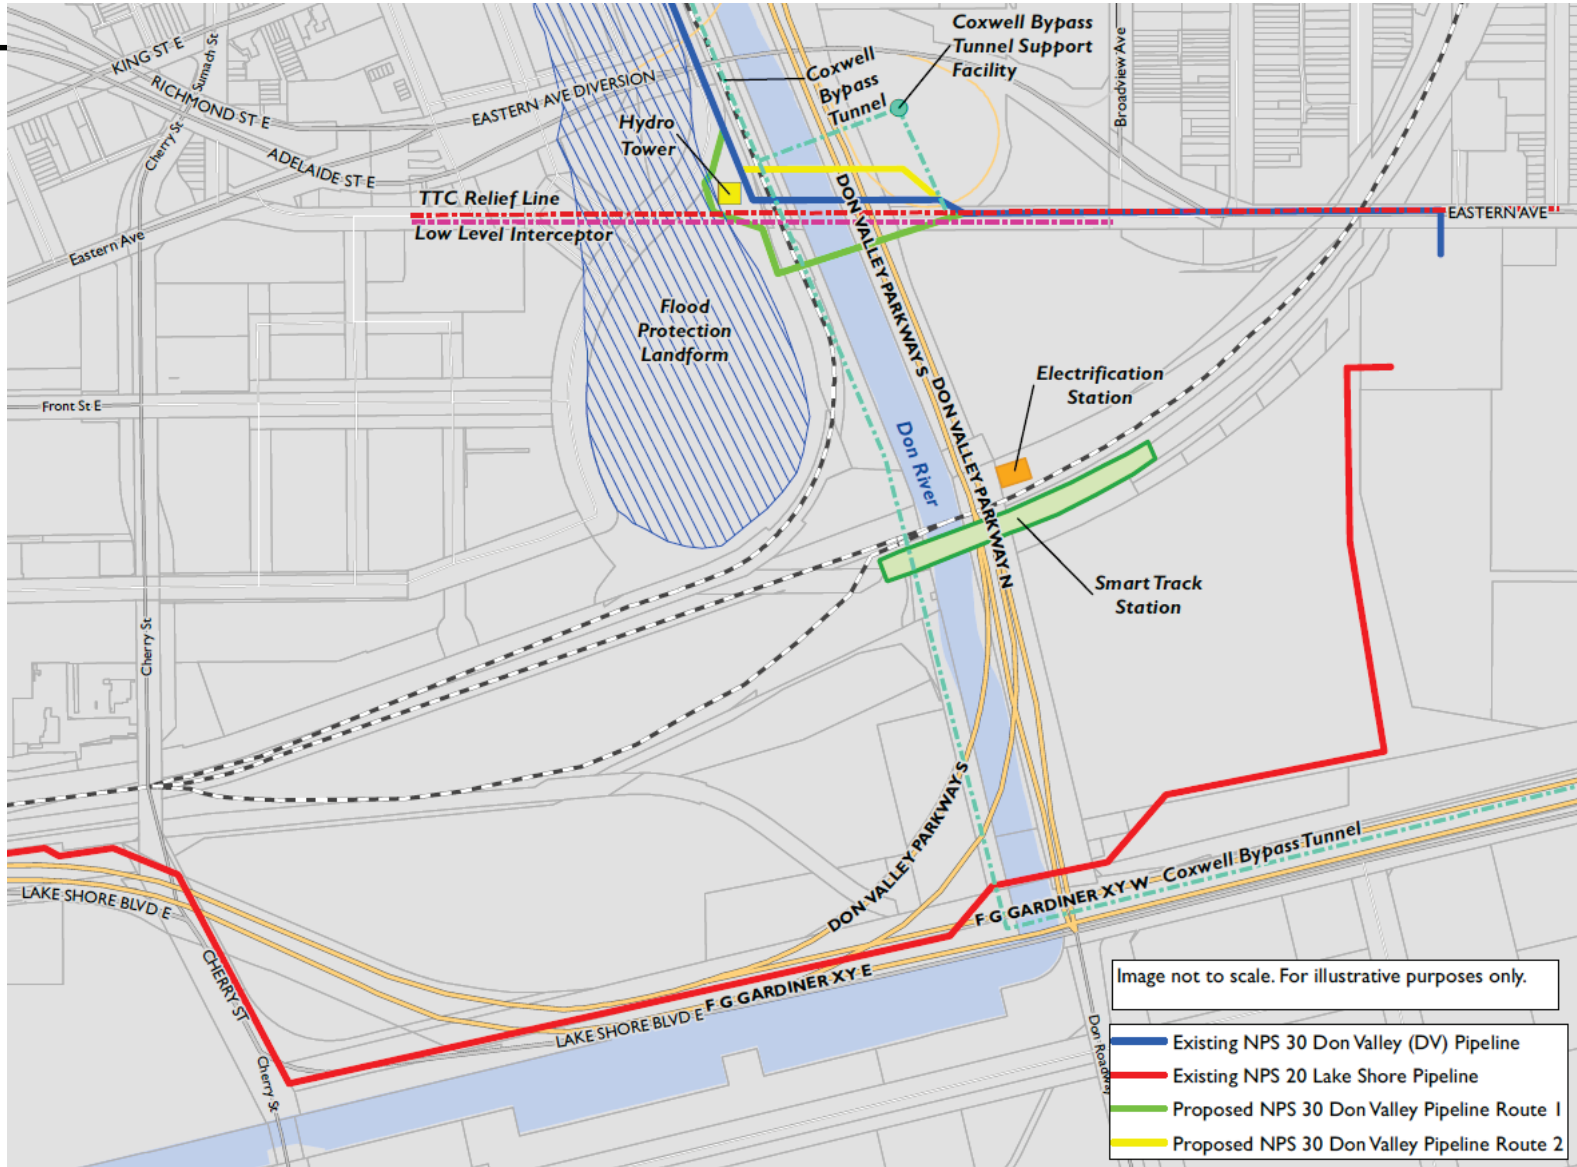 KING ST E
Sumach St
RICHMOND ST E
Cherry St
ADELAIDE ST E
EASTERN AVE DIVERSION
Eastern Ave
Hydro
Tower
Coxwell
Bypass
Tunnel
Coxwell Bypass
Tunnel Support
Facility
Broadview Ave
TTC Relief Line
Low Level Interceptor
EASTERN AVE
DON VALLEY PARKWAY S
Flood
Protection
Landform
Front St E
Don River
DON VALLEY PARKWAY N
Electrification
Station
Smart Track
Station
Cherry St
DON VALLEY PARKWAY S
Coxwell Bypass Tunnel
F G GARDINER XY W
LAKE SHORE BLVD E
CHERRY ST
F G GARDINER XY E
LAKE SHORE BLVD E
Cherry St
Don Roadway
Image not to scale. For illustrative purposes only.
Existing NPS 30 Don Valley (DV) Pipeline
Existing NPS 20 Lake Shore Pipeline
Proposed NPS 30 Don Valley Pipeline Route 1
Proposed NPS 30 Don Valley Pipeline Route 2